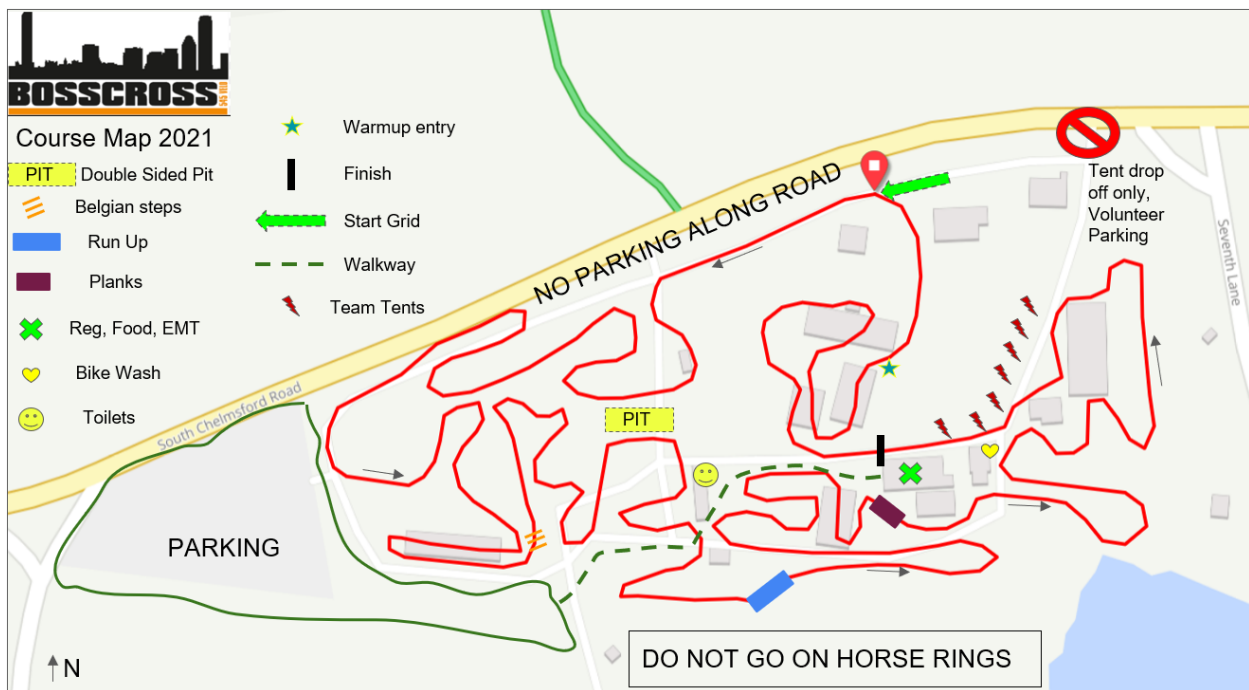 BOSSCROSS
Course Map 2021
PIT
Double Sided Pit
Belgian steps
Run Up
Planks
Reg, Food, EMT
Bike Wash
Toilets
Warmup entry
Finish
Start Grid
Walkway
Team Tents
NO PARKING ALONG ROAD
Tent drop
off only,
Volunteer
Parking
Seventh Lane
South Chelmsford Road
PIT
PARKING
DO NOT GO ON HORSE RINGS
N